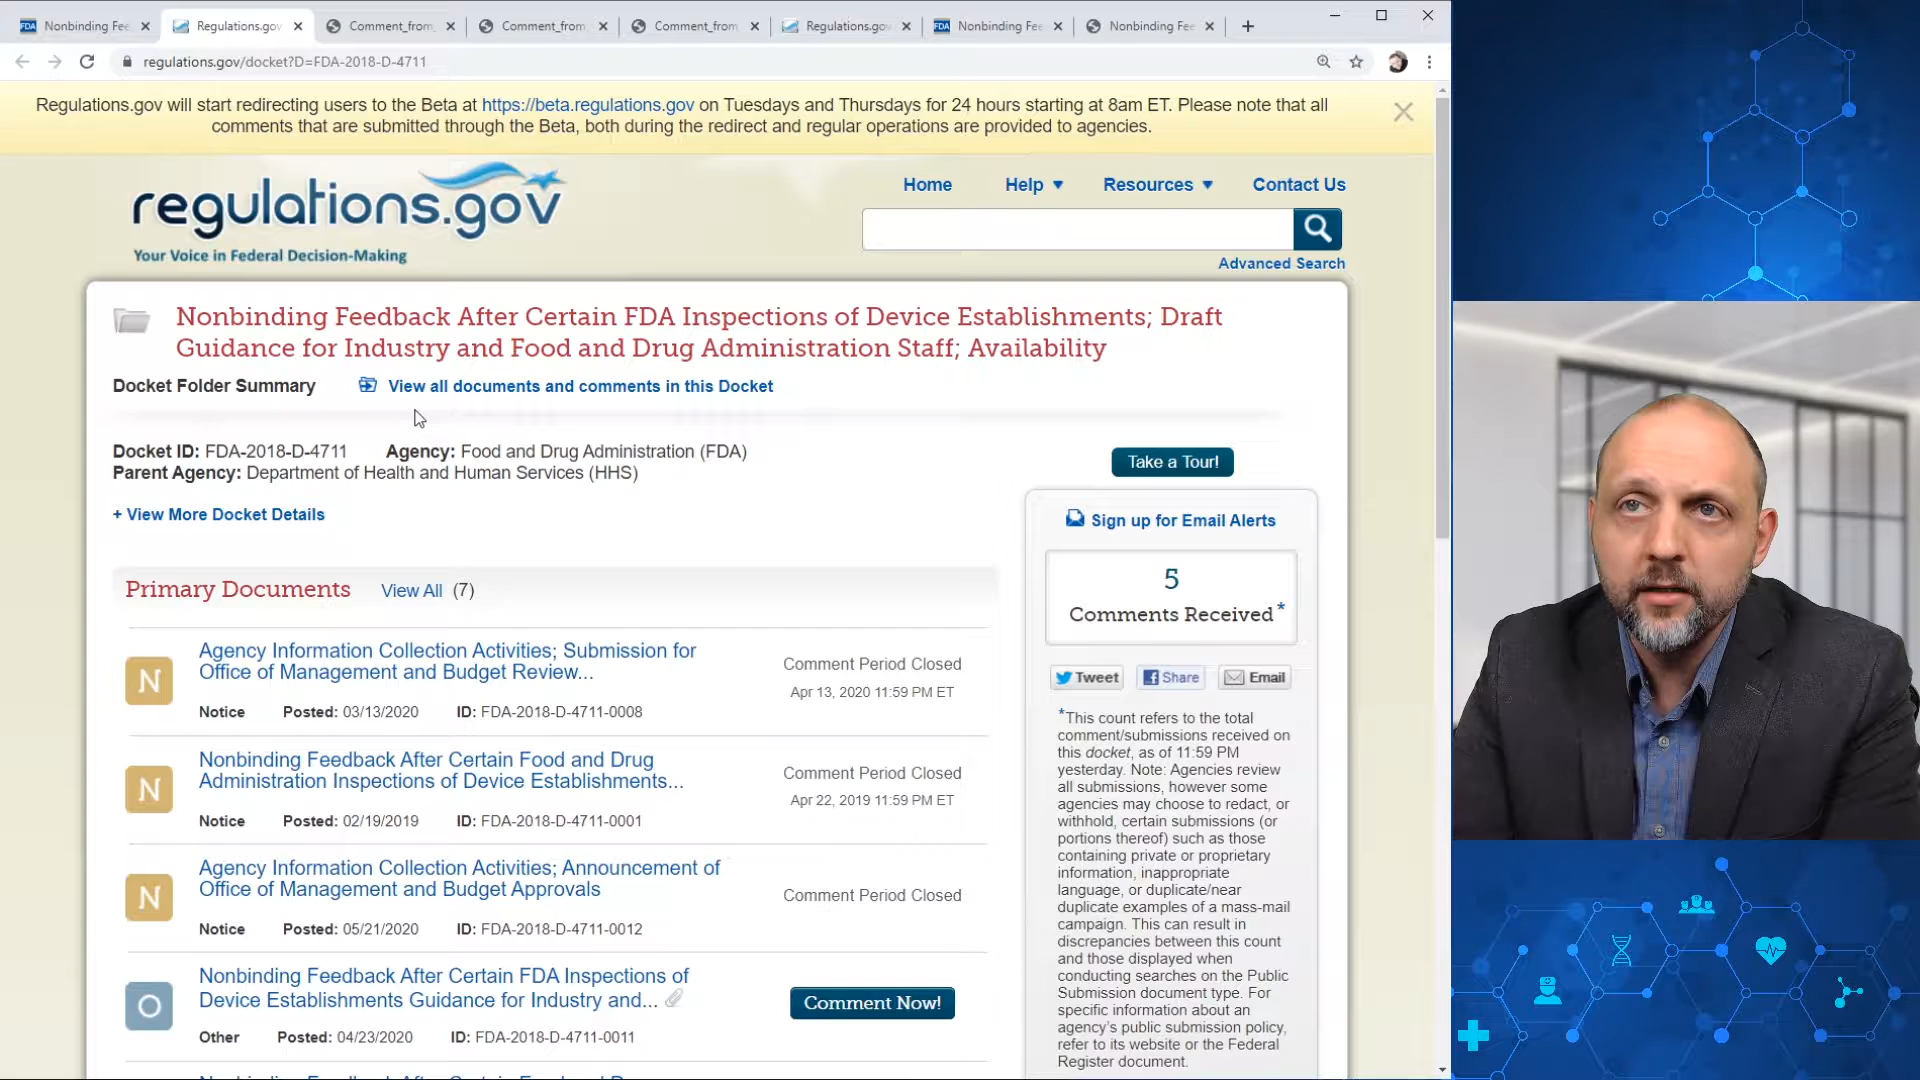 FDA Nonbinding Fee
Regulations.gov
Comment_from_
Comment_from_
Comment_from_
Regulations.gov
FDA Nonbinding Fe
Nonbinding Fee
regulations.gov/docket?D=FDA-2018-D-4711
Regulations.gov will start redirecting users to the Beta at https://beta.regulations.gov on Tuesdays and Thursdays for 24 hours starting at 8am ET. Please note that all
comments that are submitted through the Beta, both during the redirect and regular operations are provided to agencies.
regulations.gov
Your Voice in Federal Decision-Making
Home
Help
Resources
Contact Us
Advanced Search
Nonbinding Feedback After Certain FDA Inspections of Device Establishments; Draft
Guidance for Industry and Food and Drug Administration Staff; Availability
Docket Folder Summary
View all documents and comments in this Docket
Docket ID: FDA-2018-D-4711 Agency: Food and Drug Administration (FDA)
Parent Agency: Department of Health and Human Services (HHS)
+ View More Docket Details
Primary Documents View All (7)
N
Agency Information Collection Activities; Submission for
Office of Management and Budget Review...
Notice Posted: 03/13/2020 ID: FDA-2018-D-4711-0008
Comment Period Closed
Apr 13, 2020 11:59 PM ET
N
Nonbinding Feedback After Certain Food and Drug
Administration Inspections of Device Establishments...
Notice Posted: 02/19/2019 ID: FDA-2018-D-4711-0001
Comment Period Closed
Apr 22, 2019 11:59 PM ET
N
Agency Information Collection Activities; Announcement of
Office of Management and Budget Approvals
Notice Posted: 05/21/2020 ID: FDA-2018-D-4711-0012
Comment Period Closed
O
Nonbinding Feedback After Certain FDA Inspections of
Device Establishments Guidance for Industry and...
Other Posted: 04/23/2020 ID: FDA-2018-D-4711-0011
Comment Now!
Take a Tour!
Sign up for Email Alerts
5
Comments Received *
Tweet
Share
Email
*This count refers to the total
comment/submissions received on
this docket, as of 11:59 PM
yesterday. Note: Agencies review
all submissions, however some
agencies may choose to redact, or
withhold, certain submissions (or
portions thereof) such as those
containing private or proprietary
information, inappropriate
language, or duplicate/near
duplicate examples of a mass-mail
campaign. This can result in
discrepancies between this count
and those displayed when
conducting searches on the Public
Submission document type. For
specific information about an
agency's public submission policy,
refer to its website or the Federal
Register document.